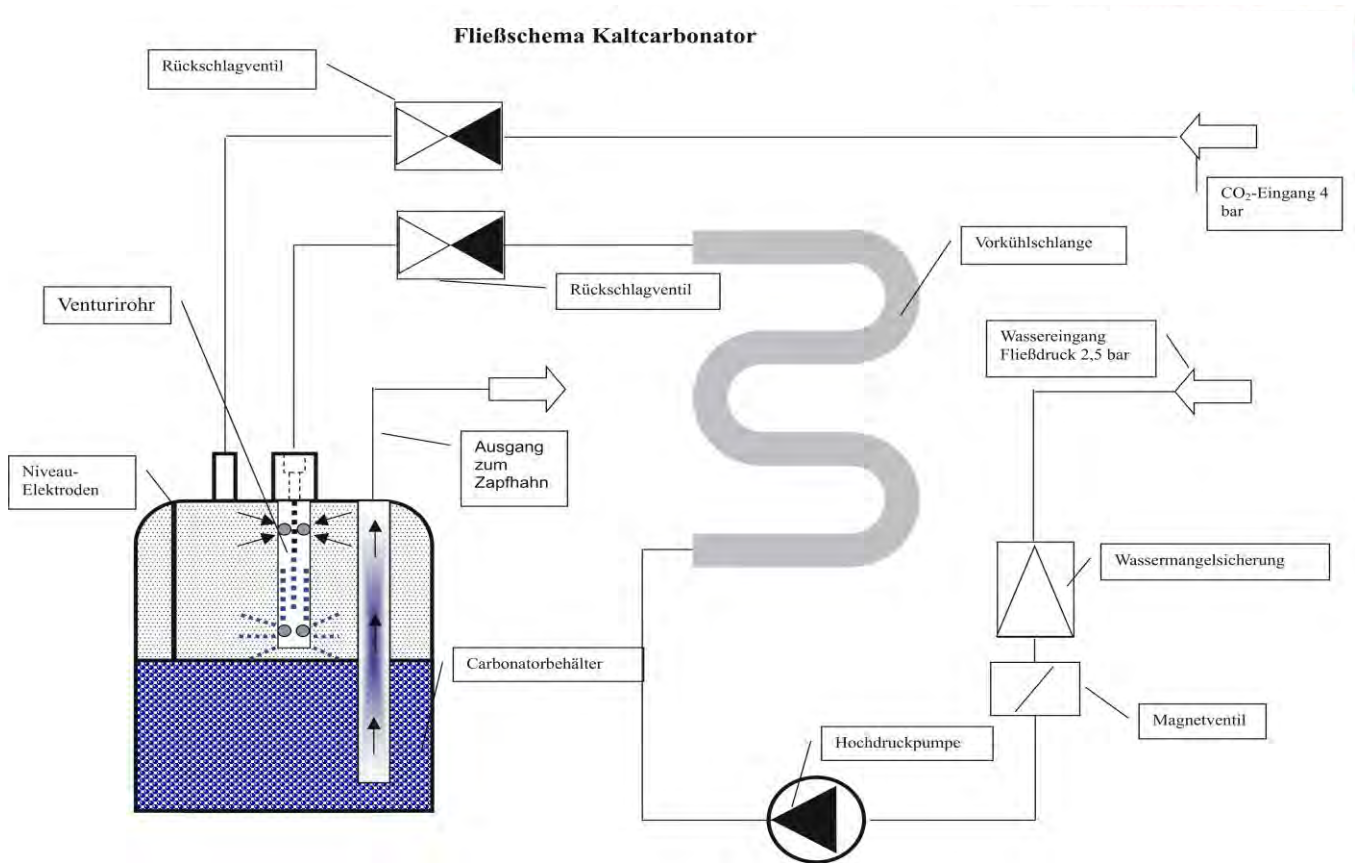 Fließschema Kaltcarbonator
Rückschlagventil
CO₂-Eingang 4
bar
Vorkühlschlange
Rückschlagventil
Venturirohr
Wassereingang
Fließdruck 2,5 bar
Ausgang
zum
Zapfhahn
Niveau-
Elektroden
Wassermangelsicherung
Carbonatorbehälter
Magnetventil
Hochdruckpumpe